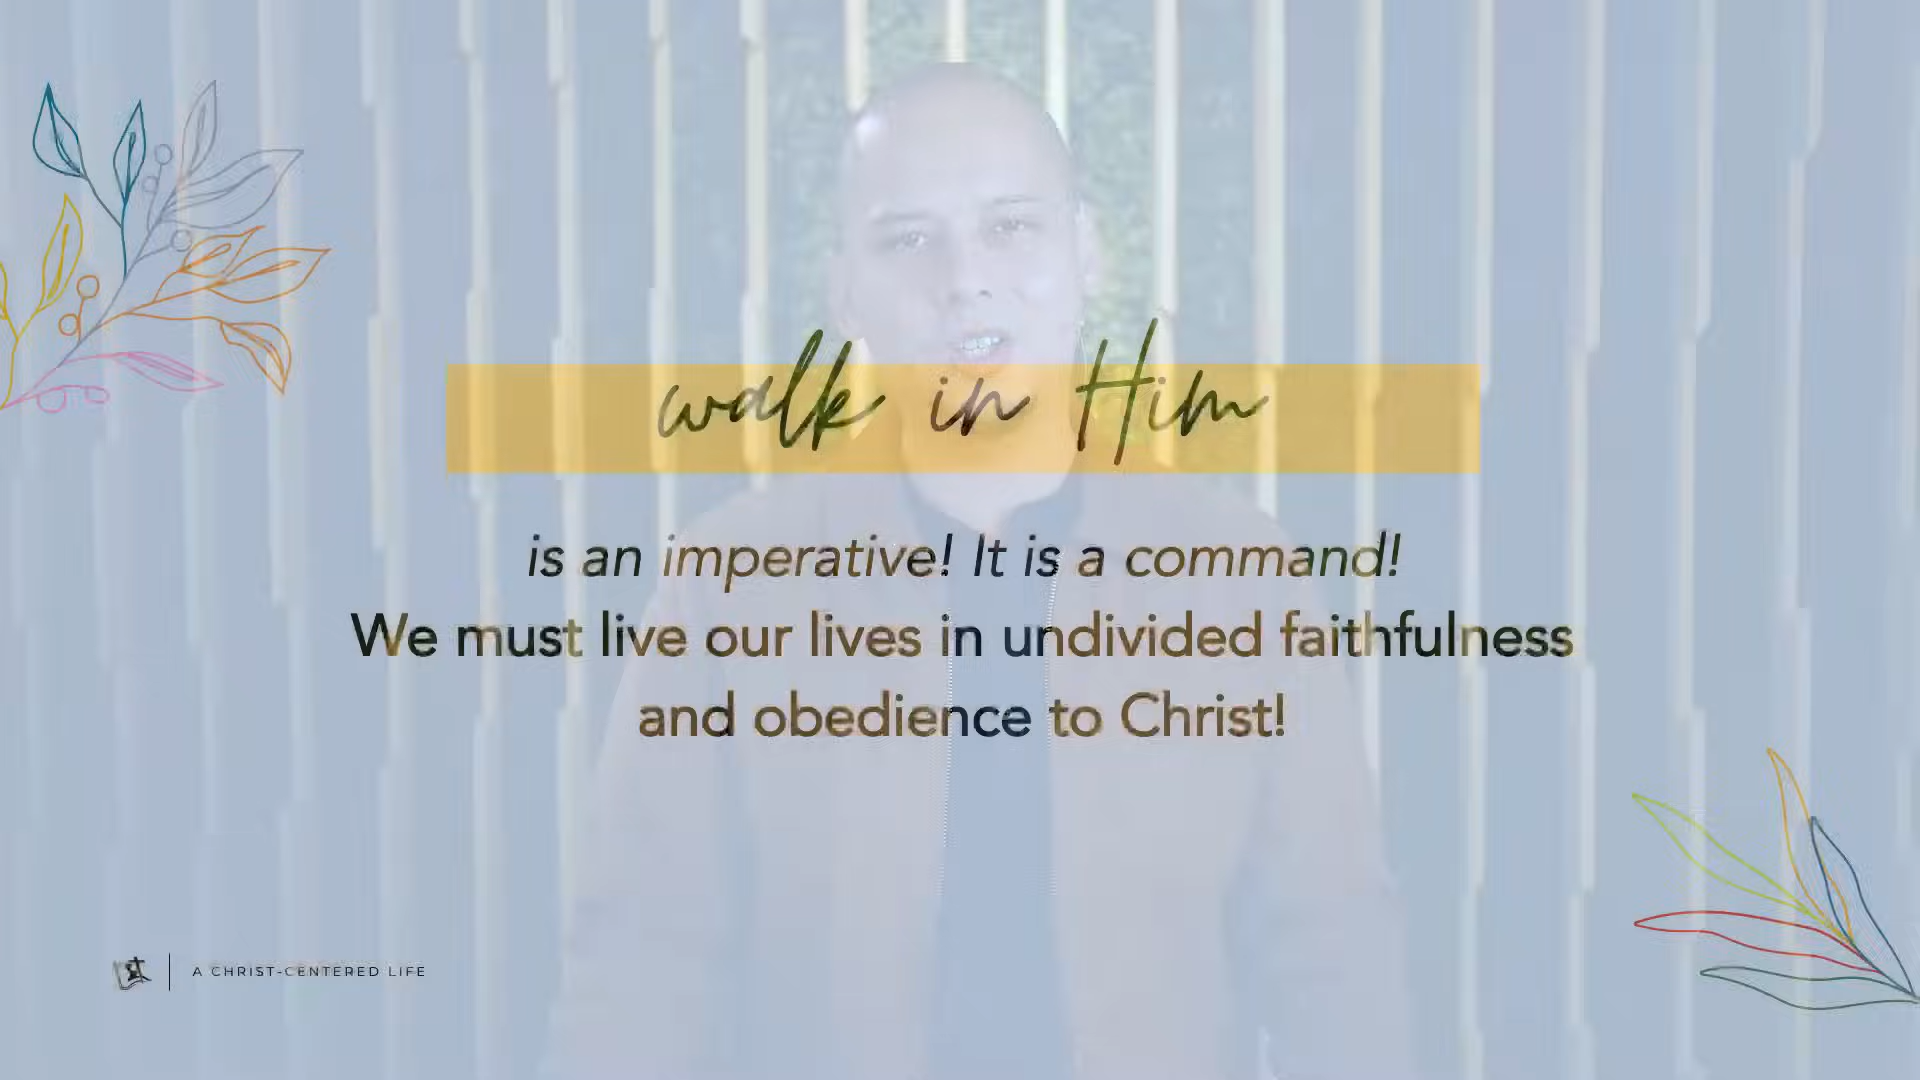 walk in Him
is an imperative! It is a command!
We must live our lives in undivided faithfulness
and obedience to Christ!
A CHRIST-CENTERED LIFE